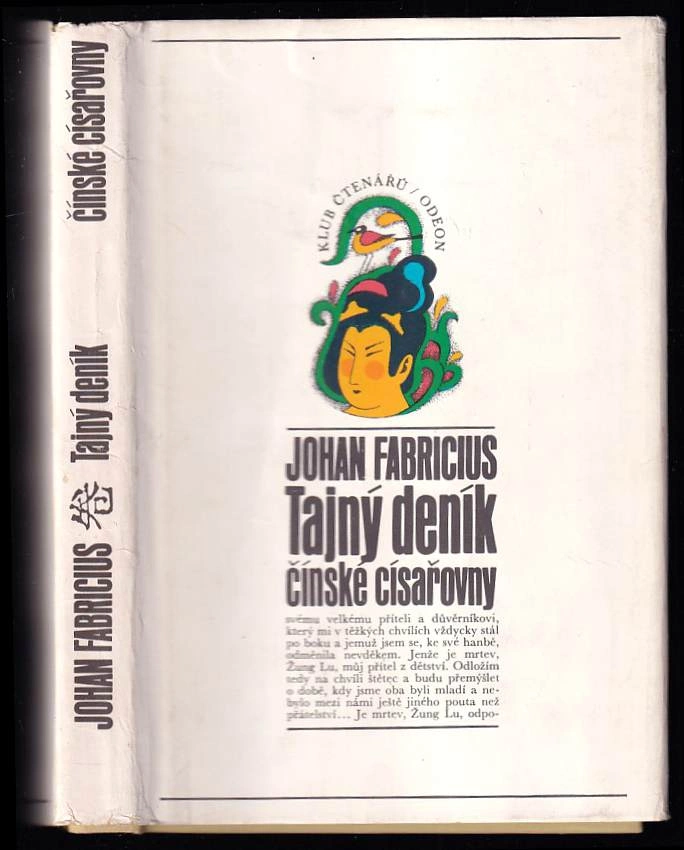 JOHAN FABRICIUS 卷 Tajný deník čínské císařovny
KLUB ČTENÁŘŮ / ODEON
JOHAN FABRICIUS
Tajný deník
čínské císařovny
svému velkému příteli a důvěrníkovi,
který mi v těžkých chvílích vždycky stál
po boku a jemuž jsem se, ke své hanbě,
odměnila nevděkem. Jenže je mrtev,
Žung Lu, můj přítel z dětství. Odložím
tedy na chvíli štětec a budu přemýšlet
o době, kdy jsme oba byli mladí a ne-
bylo mezi námi ještě jiného pouta než
přátelství... Je mrtev, Žung Lu, odpo-